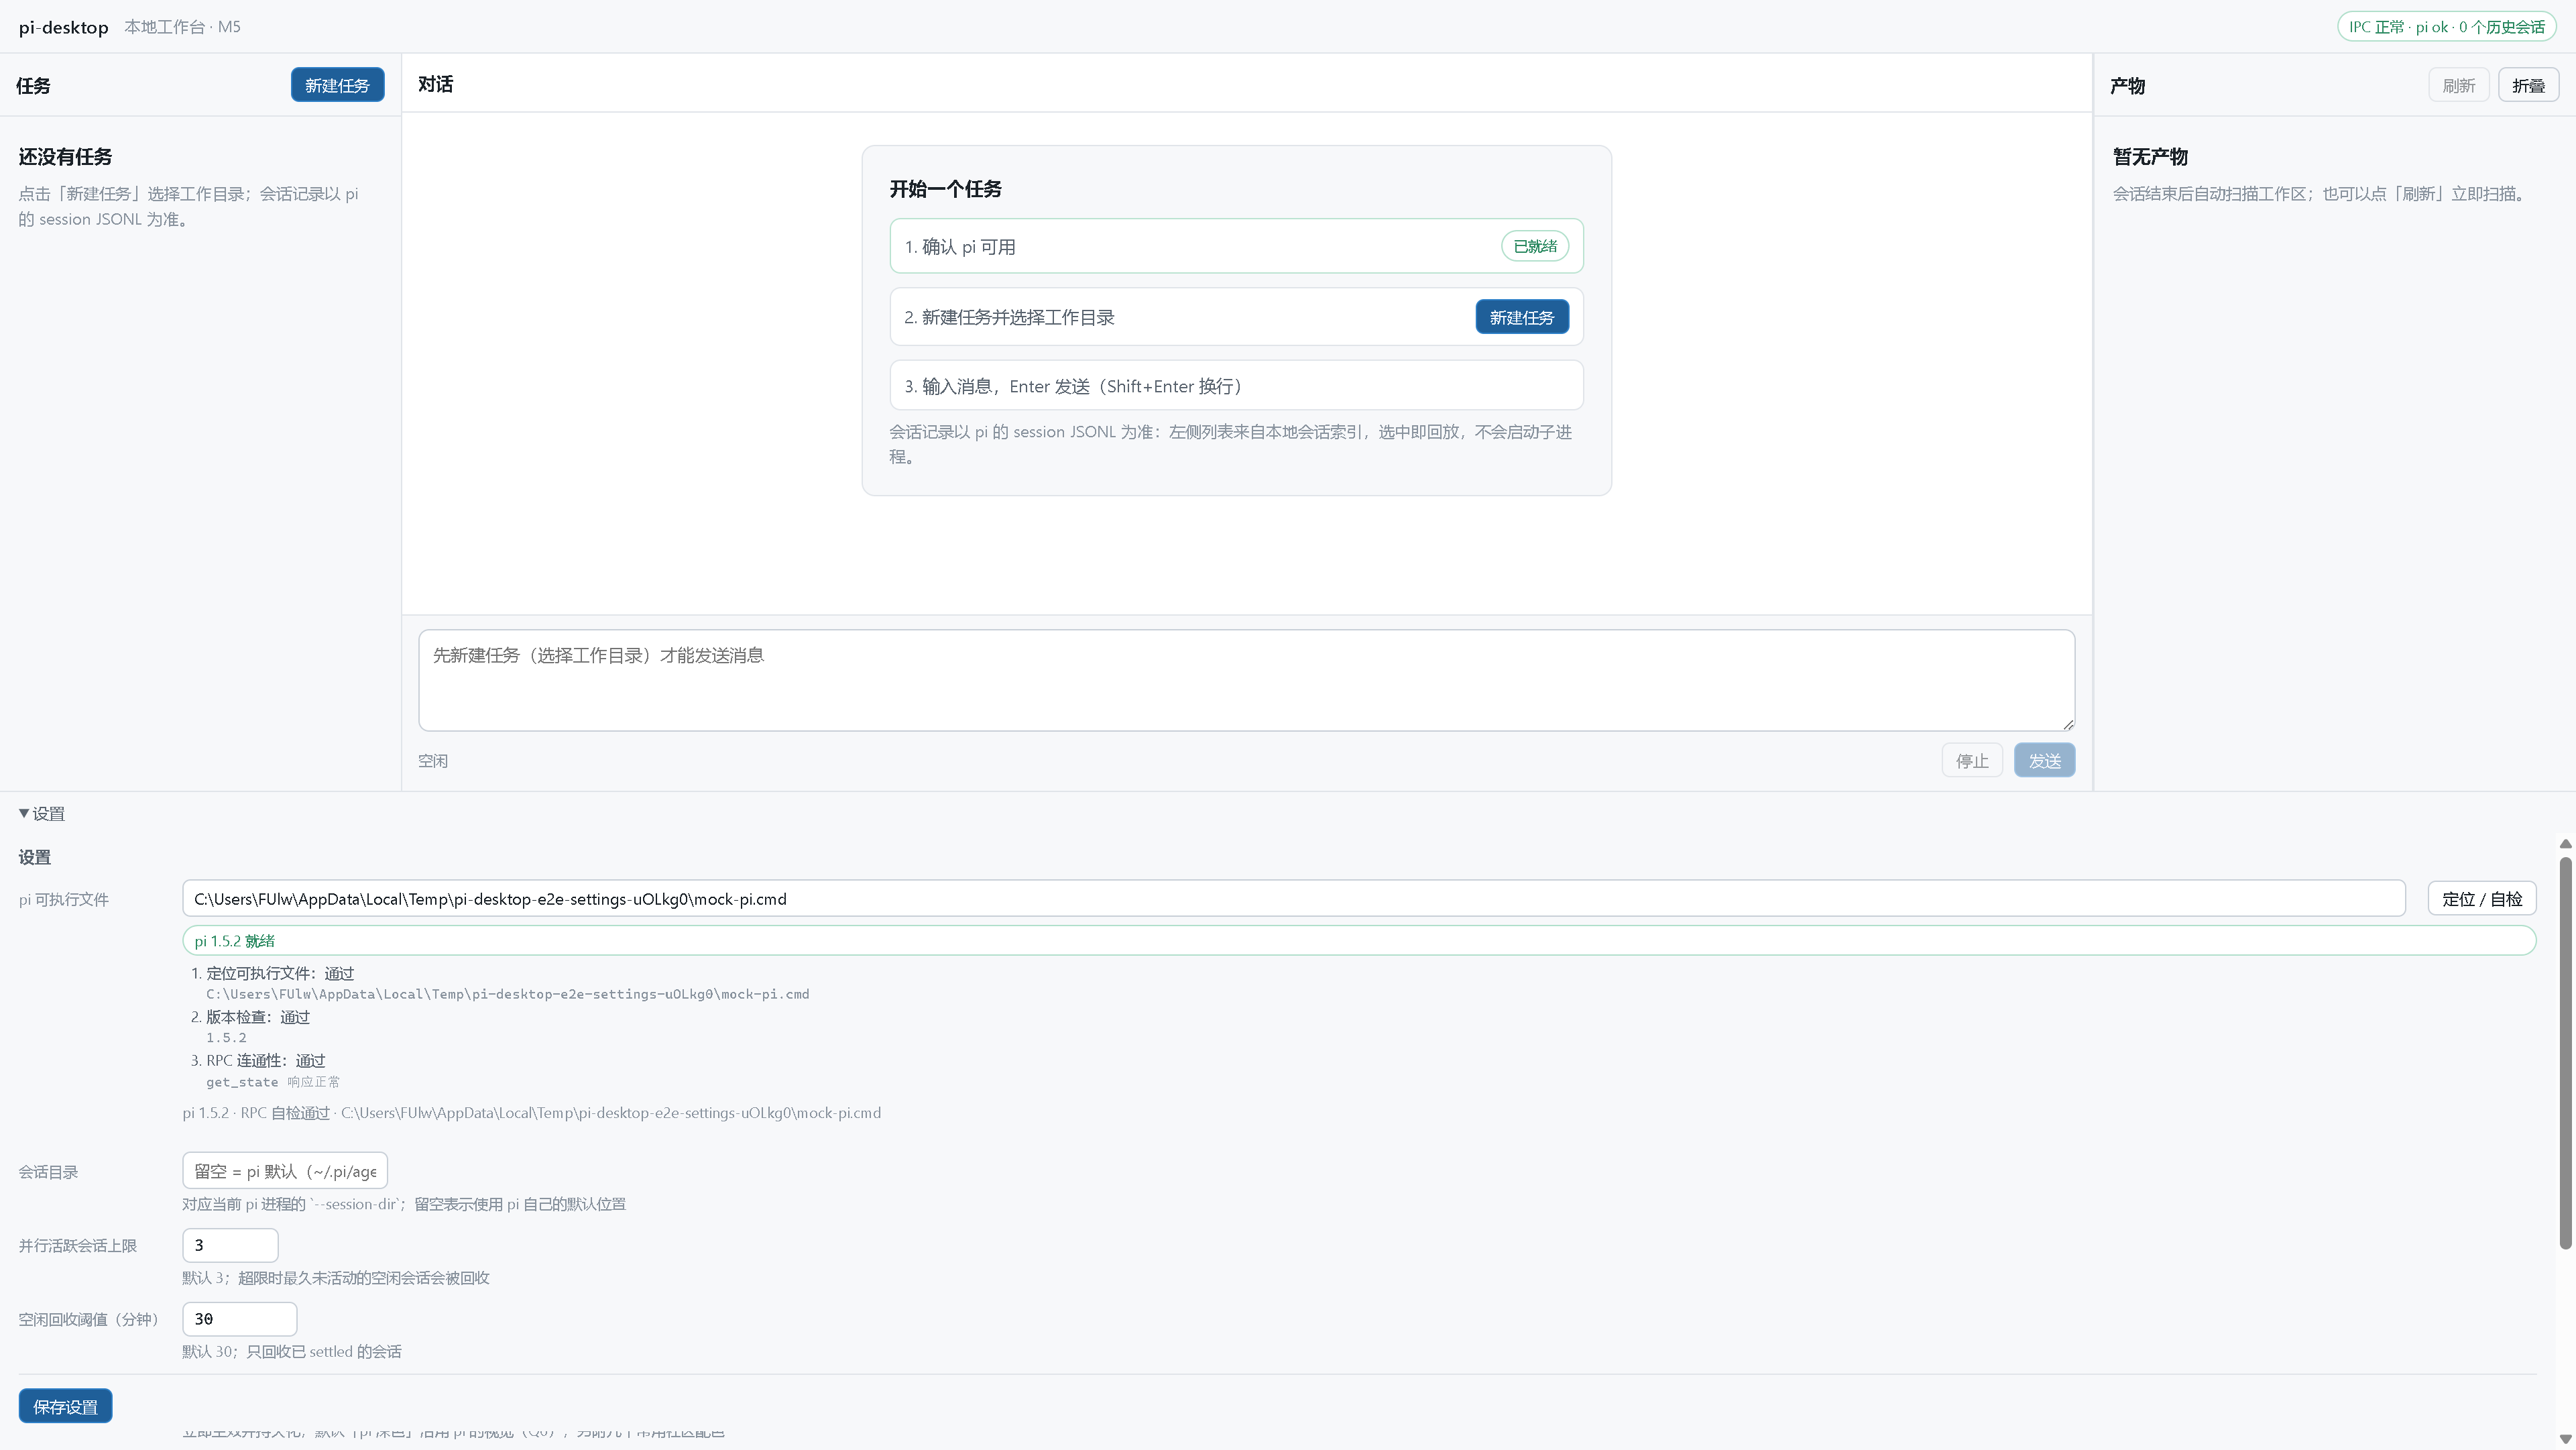 pi-desktop 本地工作台 · M5
IPC 正常 · pi ok · 0 个历史会话
任务
新建任务
还没有任务
点击「新建任务」选择工作目录；会话记录以 pi
的 session JSONL 为准。
对话
开始一个任务
1. 确认 pi 可用
已就绪
2. 新建任务并选择工作目录
新建任务
3. 输入消息，Enter 发送（Shift+Enter 换行）
会话记录以 pi 的 session JSONL 为准：左侧列表来自本地会话索引，选中即回放，不会启动子进
程。
先新建任务（选择工作目录）才能发送消息
空闲
停止
发送
产物
刷新
折叠
暂无产物
会话结束后自动扫描工作区；也可以点「刷新」立即扫描。
▼设置
设置
pi 可执行文件
C:\Users\FUlw\AppData\Local\Temp\pi-desktop-e2e-settings-uOLkg0\mock-pi.cmd
定位 / 自检
pi 1.5.2 就绪
1. 定位可执行文件：通过
C:\Users\FUlw\AppData\Local\Temp\pi-desktop-e2e-settings-uOLkg0\mock-pi.cmd
2. 版本检查：通过
1.5.2
3. RPC 连通性：通过
get_state 响应正常
pi 1.5.2 · RPC 自检通过 · C:\Users\FUlw\AppData\Local\Temp\pi-desktop-e2e-settings-uOLkg0\mock-pi.cmd
会话目录
留空 = pi 默认（~/.pi/age
对应当前 pi 进程的 `--session-dir`；留空表示使用 pi 自己的默认位置
并行活跃会话上限
3
默认 3；超限时最久未活动的空闲会话会被回收
空闲回收阈值（分钟）
30
默认 30；只回收已 settled 的会话
保存设置